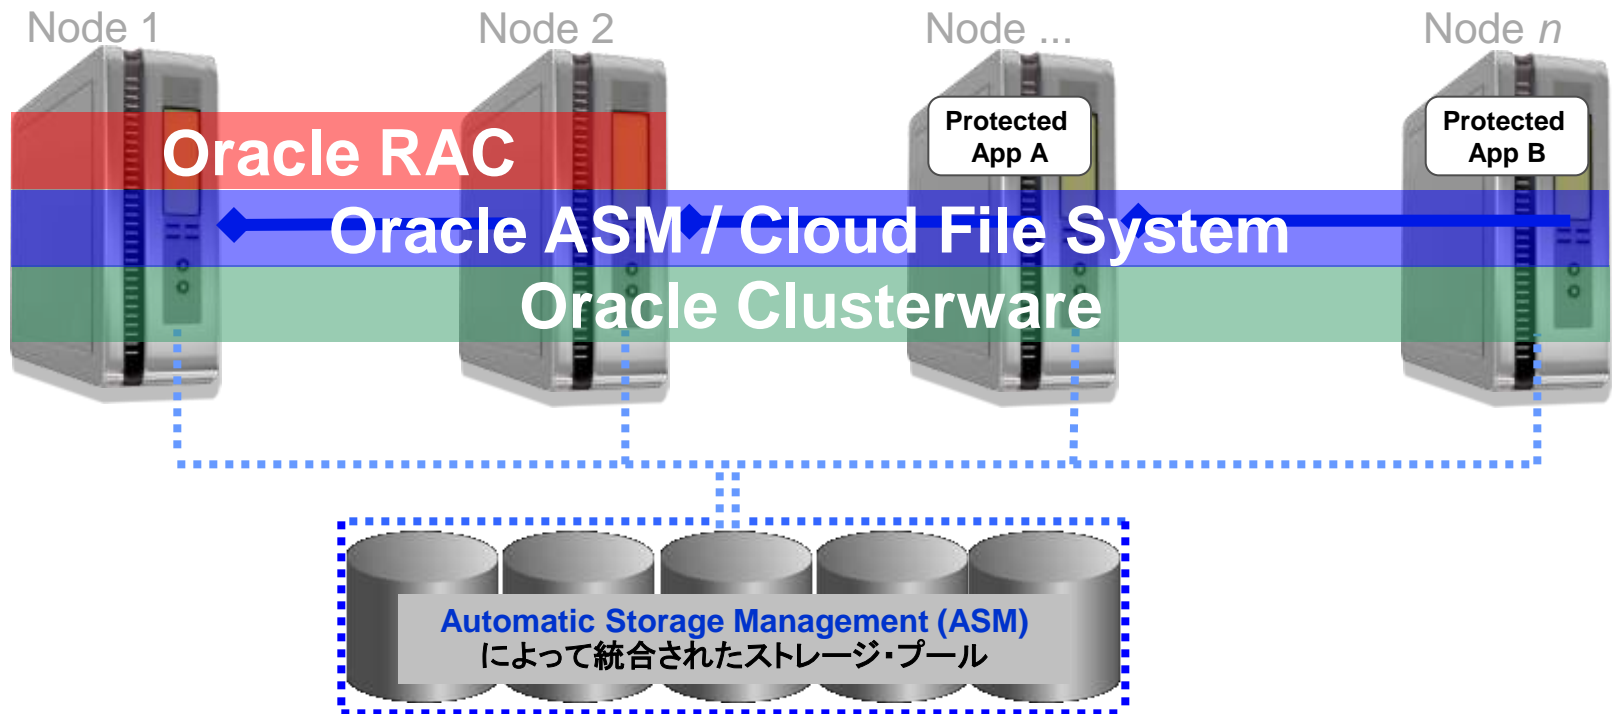 Node 1
Node 2
Node ...
Node n
Protected
App A
Protected
App B
Oracle RAC
Oracle ASM / Cloud File System
Oracle Clusterware
Automatic Storage Management (ASM)
によって統合されたストレージ・プール